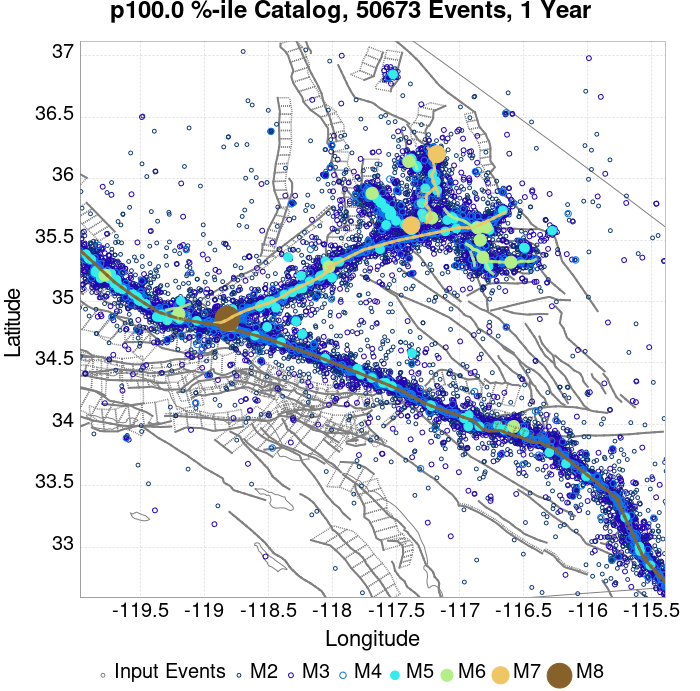 p100.0 %-ile Catalog, 50673 Events, 1 Year
37
36.5
36
35.5
35
34.5
34
33.5
33
Latitude
-119.5 -119 -118.5 -118 -117.5 -117 -116.5 -116 -115.5
Longitude
Input Events M2 M3 M4 M5 M6 M7 M8